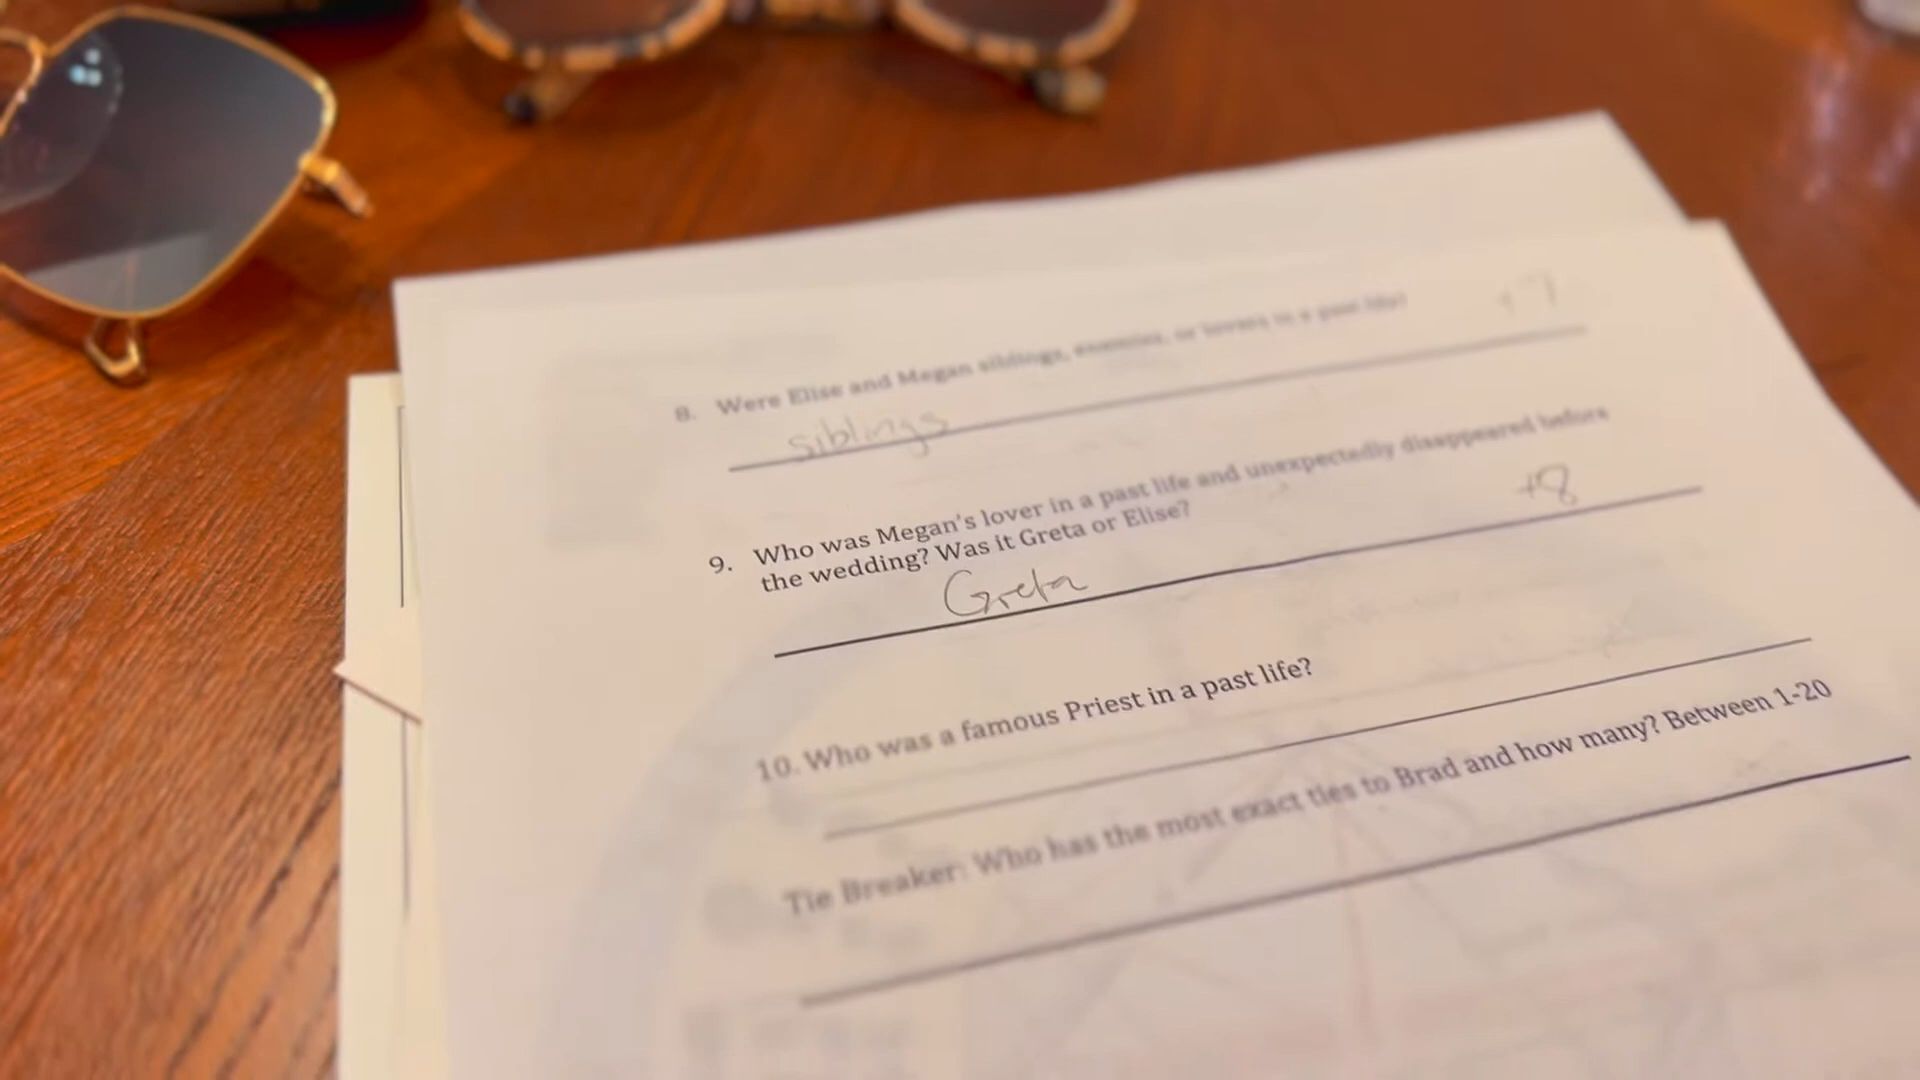 8. Were Elise and Megan siblings, enemies, or lovers in a past life? +7
siblings
9. Who was Megan's lover in a past life and unexpectedly disappeared before
the wedding? Was it Greta or Elise? +8
Greta
10. Who was a famous Priest in a past life?
Tie Breaker: Who has the most exact ties to Brad and how many? Between 1-20